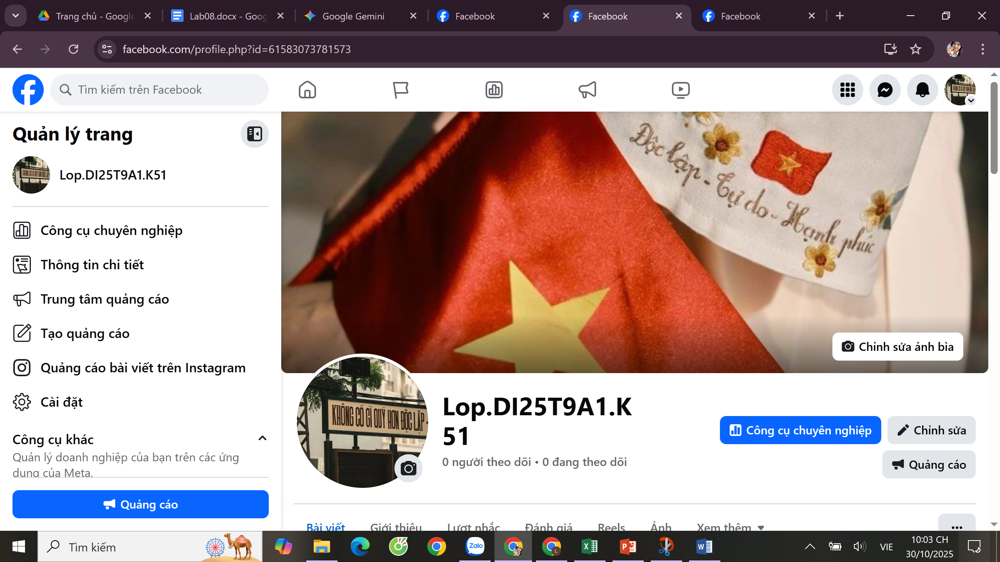 Trang chủ - Google
Lab08.docx - Goog
Google Gemini
Facebook
Facebook
Facebook
facebook.com/profile.php?id=61583073781573
Tìm kiếm trên Facebook
Quản lý trang
Lop.DI25T9A1.K51
Công cụ chuyên nghiệp
Thông tin chi tiết
Trung tâm quảng cáo
Tạo quảng cáo
Quảng cáo bài viết trên Instagram
Cài đặt
Công cụ khác
Quản lý doanh nghiệp của bạn trên các ứng
dụng của Meta.
Quảng cáo
Độc lập - Tự do - Hạnh phúc
Chỉnh sửa ảnh bìa
KHÔNG CÓ GÌ QUÝ HƠN ĐỘC LẬP -
Lop.DI25T9A1.K
51
0 người theo dõi • 0 đang theo dõi
Công cụ chuyên nghiệp
Chỉnh sửa
Quảng cáo
Bài viết
Giới thiệu
Lượt nhắc
Đánh giá
Reels
Ảnh
Xem thêm
Tìm kiếm
Zalo
L
VIE
10:03 CH
30/10/2025